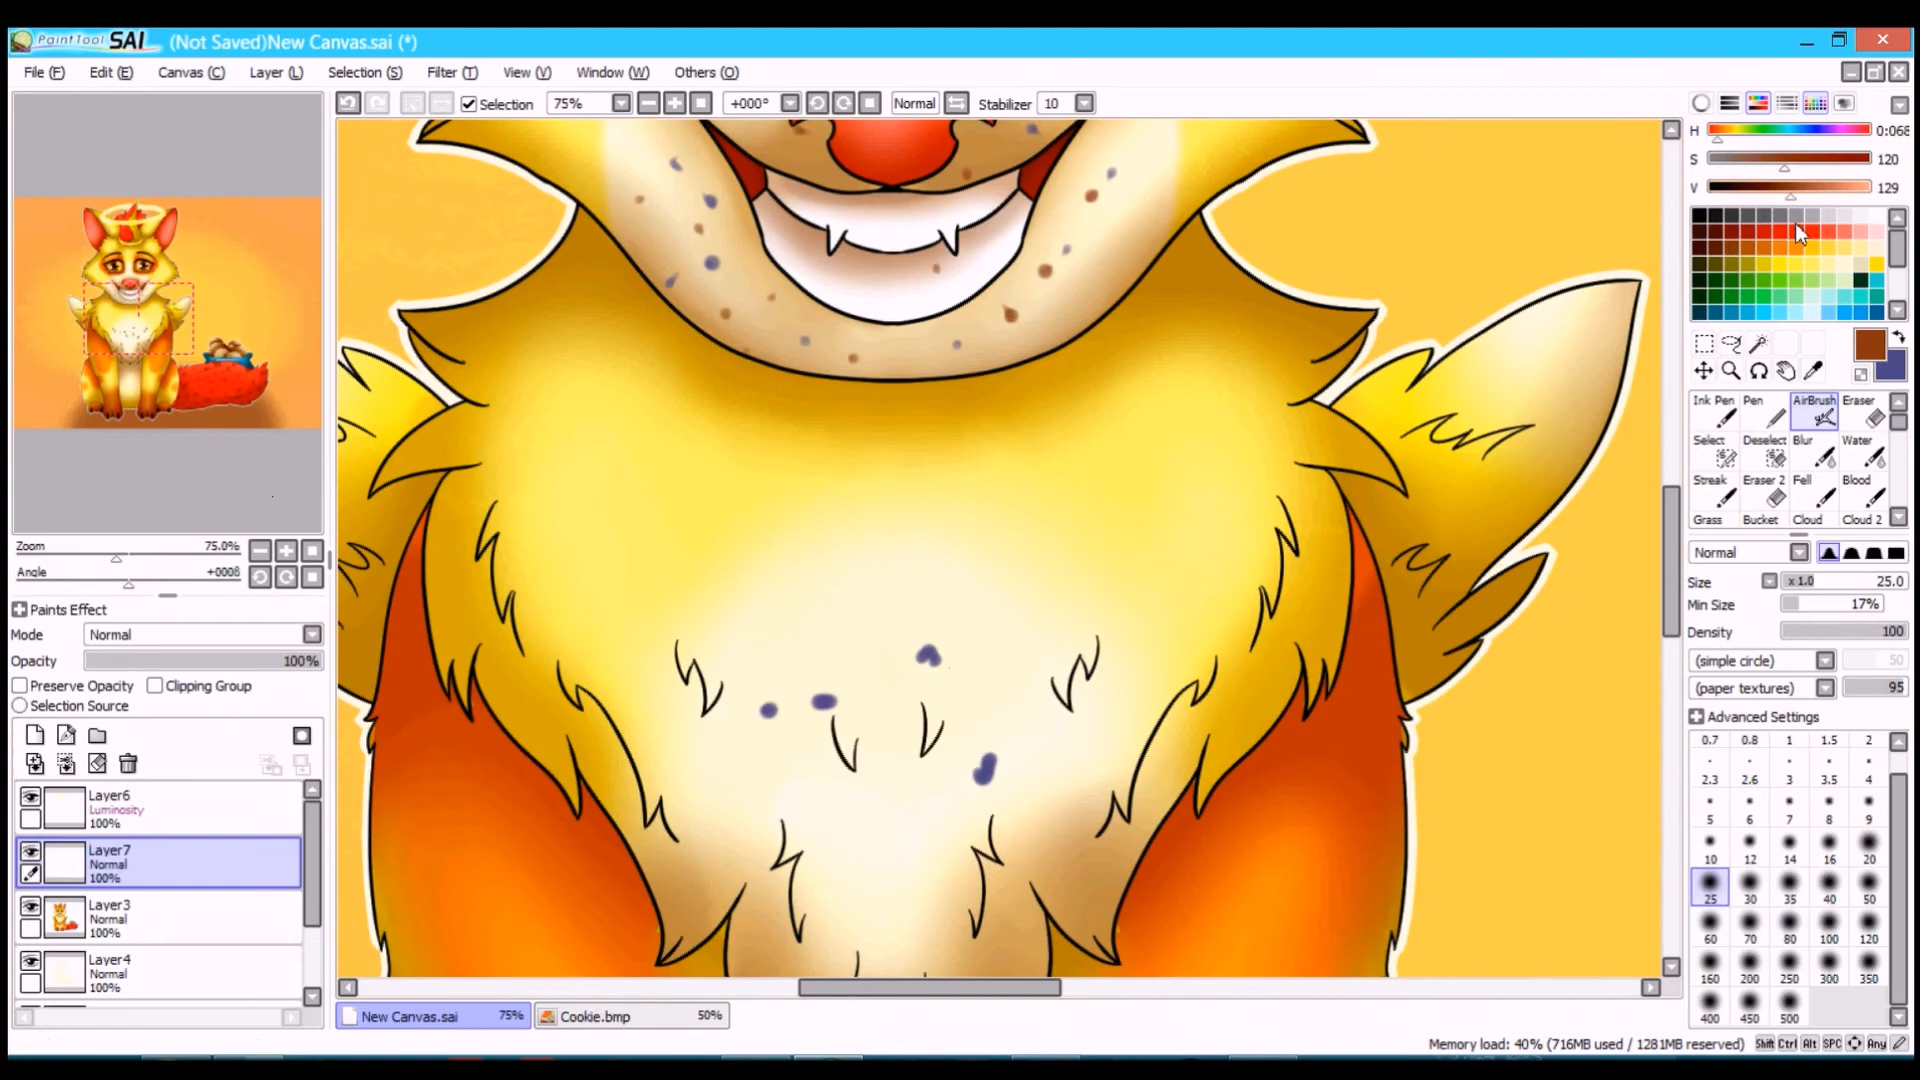 PaintTool SAI (Not Saved)New Canvas.sai (*)
File (F) Edit (E) Canvas (C) Layer (L) Selection (S) Filter (T) View (V) Window (W) Others (O)
Selection 75% +000° Normal Stabilizer 10
H 0:068
S 120
V 129
Ink Pen Pen AirBrush Eraser
Select Deselect Blur Water
Streak Eraser 2 Fell Blood
Grass Bucket Cloud Cloud 2
Normal
Size x 1.0 25.0
Min Size 17%
Density 100
(simple circle) 50
(paper textures) 95
Advanced Settings
0.7 0.8 1 1.5 2
2.3 2.6 3 3.5 4
5 6 7 8 9
10 12 14 16 20
25 30 35 40 50
60 70 80 100 120
160 200 250 300 350
400 450 500
Zoom 75.0%
Angle +000ß
Paints Effect
Mode Normal
Opacity 100%
Preserve Opacity Clipping Group
Selection Source
Layer6
Luminosity
100%
Layer7
Normal
100%
Layer3
Normal
100%
Layer4
Normal
100%
New Canvas.sai 75% Cookie.bmp 50%
Memory load: 40% (716MB used / 1281MB reserved) Shift Ctrl Alt SPC Any